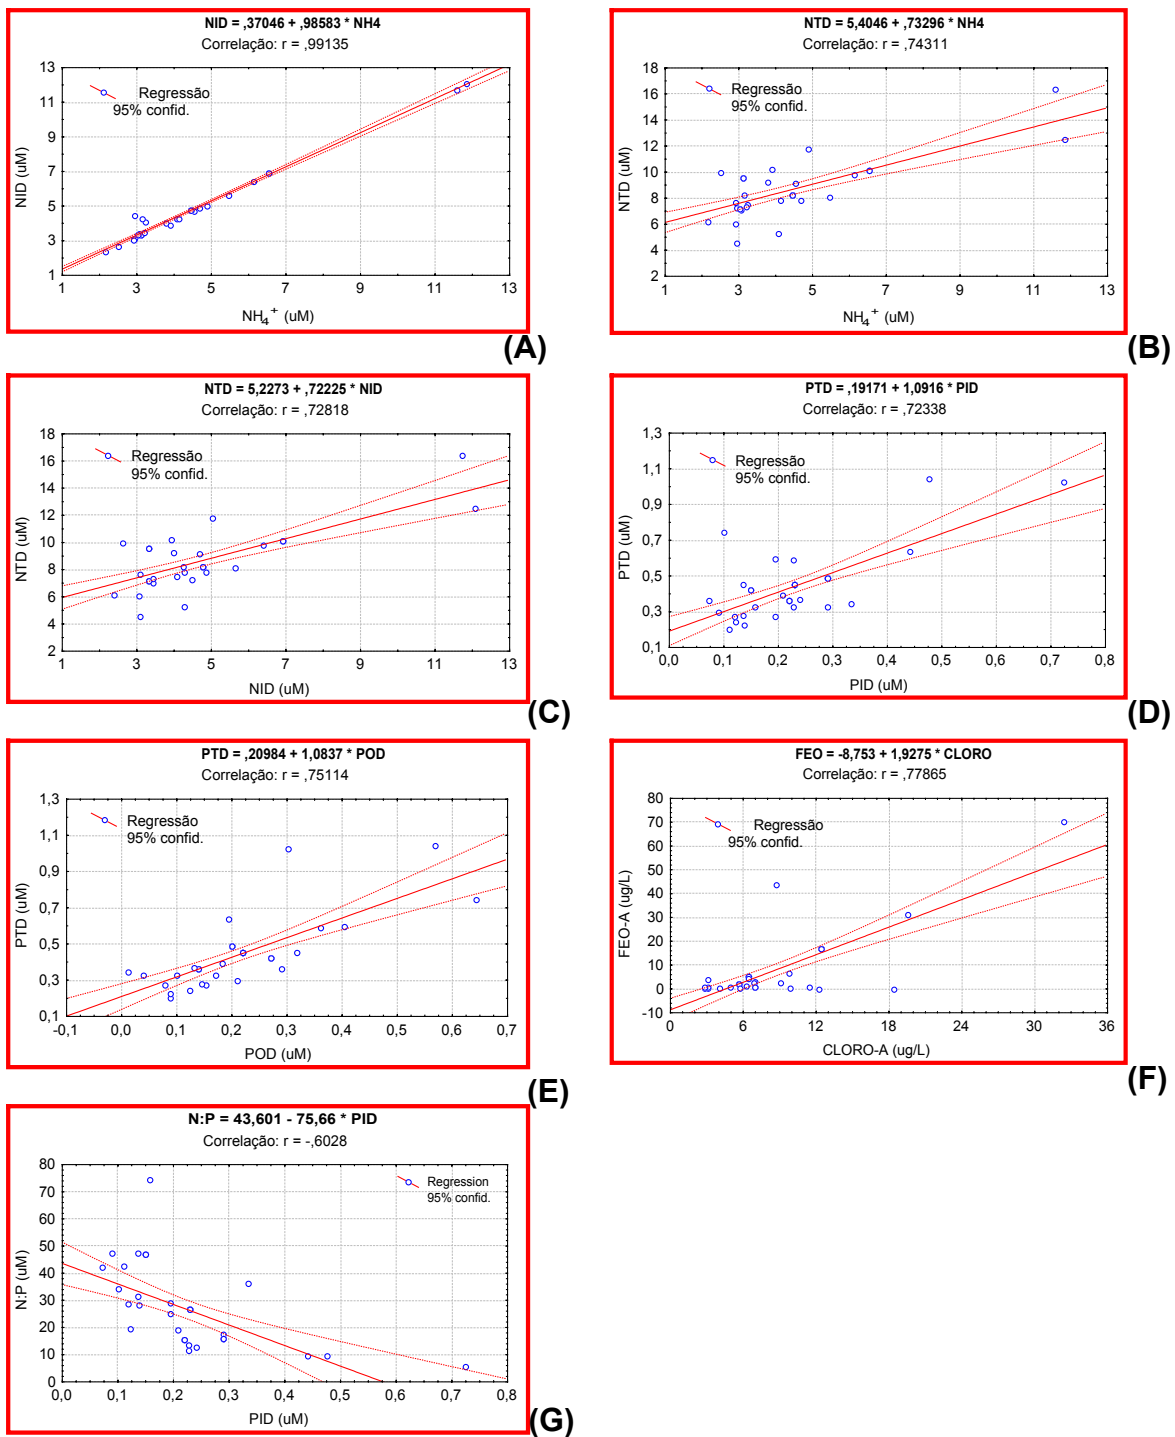 NID = ,37046 + ,98583 * NH4
Correlação: r = ,99135
Regressão
95% confid.
NID (uM)
13
11
9
7
5
3
1
1 3 5 7 9 11 13
NH4+ (uM)
(A)
NTD = 5,4046 + ,73296 * NH4
Correlação: r = ,74311
Regressão
95% confid.
NTD (uM)
18
16
14
12
10
8
6
4
2
1 3 5 7 9 11 13
NH4+ (uM)
(B)
NTD = 5,2273 + ,72225 * NID
Correlação: r = ,72818
Regressão
95% confid.
NTD (uM)
18
16
14
12
10
8
6
4
2
1 3 5 7 9 11 13
NID (uM)
(C)
PTD = ,19171 + 1,0916 * PID
Correlação: r = ,72338
Regressão
95% confid.
PTD (uM)
1,3
1,1
0,9
0,7
0,5
0,3
0,1
0,0 0,1 0,2 0,3 0,4 0,5 0,6 0,7 0,8
PID (uM)
(D)
PTD = ,20984 + 1,0837 * POD
Correlação: r = ,75114
Regressão
95% confid.
PTD (uM)
1,3
1,1
0,9
0,7
0,5
0,3
0,1
-0,1 0,0 0,1 0,2 0,3 0,4 0,5 0,6 0,7
POD (uM)
(E)
FEO = -8,753 + 1,9275 * CLORO
Correlação: r = ,77865
Regressão
95% confid.
FEO-A (ug/L)
80
70
60
50
40
30
20
10
0
-10
0 6 12 18 24 30 36
CLORO-A (ug/L)
(F)
N:P = 43,601 - 75,66 * PID
Correlação: r = -,6028
Regression
95% confid.
N:P (uM)
80
70
60
50
40
30
20
10
0
0,0 0,1 0,2 0,3 0,4 0,5 0,6 0,7 0,8
PID (uM)
(G)